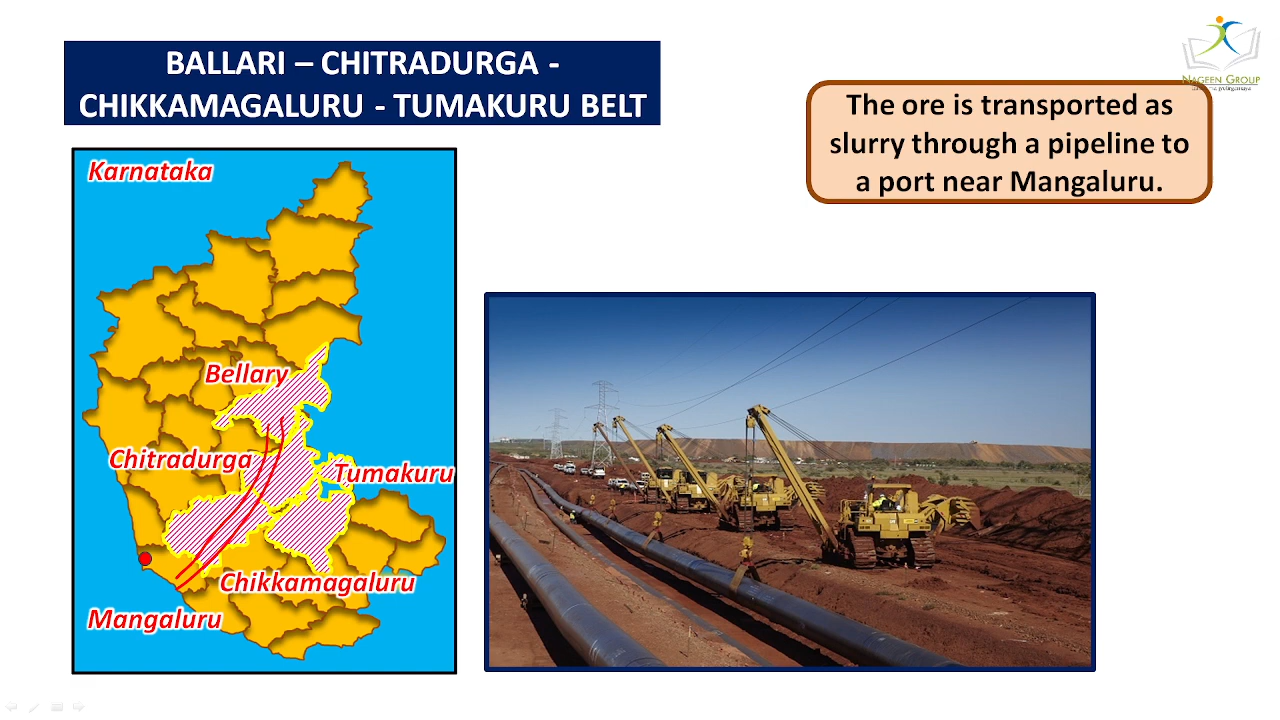 BALLARI – CHITRADURGA -
CHIKKAMAGALURU - TUMAKURU BELT
NAGEEN GROUP
The ore is transported as
slurry through a pipeline to
a port near Mangaluru.
Karnataka
Bellary
Chitradurga
Tumakuru
Chikkamagaluru
Mangaluru